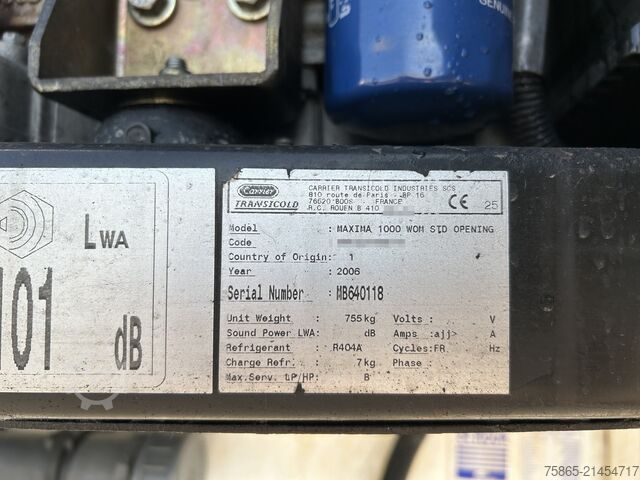 GENUINE
LWA
101
dB
Carrier
TRANSICOLD
CARRIER TRANSICOLD INDUSTRIES SCS
810 route de Paris - BP 16
76520 BOOS FRANCE
R.C. ROUEN B 410
CE 25
Model : MAXIMA 1000 WOM STD OPENING
Code :
Country of Origin: 1
Year : 2006
Serial Number : MB640118
Unit Weight : 755kg Volts : V
Sound Power LWA: dB Amps :ajj> A
Refrigerant : R404A Cycles:FR Hz
Charge Refr. : 7kg Phase :
Max.Serv. LP/HP: B
75865-21454717